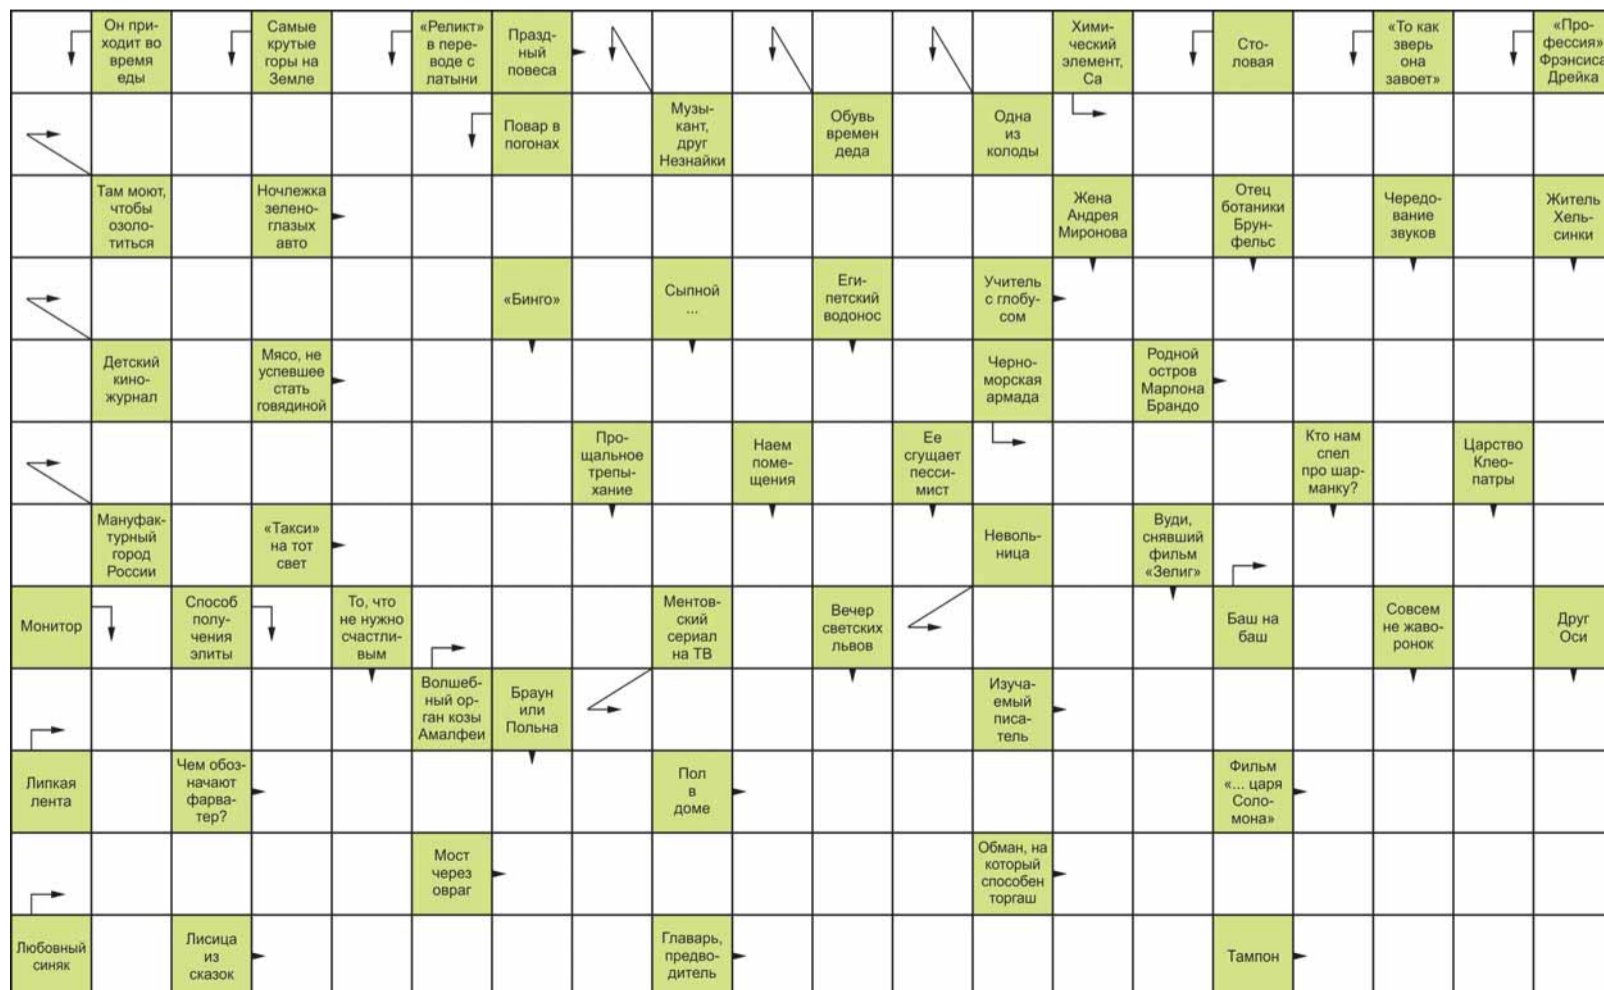 Он при-
ходит во
время
еды
Самые
крутые
горы на
Земле
«Реликт»
в пере-
воде с
латыни
Празд-
ный
повеса
Хими-
ческий
элемент,
Са
Сто-
ловая
«То как
зверь
она
завоет»
«Про-
фессия»
Фрэнсиса
Дрейка
Повар в
погонах
Музы-
кант,
друг
Незнайки
Обувь
времен
деда
Одна
из
колоды
Там моют,
чтобы
озоло-
титься
Ночлежка
зелено-
глазых
авто
Жена
Андрея
Миронова
Отец
ботаники
Брун-
фельс
Чередо-
вание
звуков
Житель
Хель-
синки
«Бинго»
Сыпной
...
Еги-
петский
водонос
Учитель
с глобу-
сом
Детский
кино-
журнал
Мясо, не
успевшее
стать
говядиной
Черно-
морская
армада
Родной
остров
Марлона
Брандо
Про-
щальное
трепы-
хание
Наем
поме-
щения
Ее
сгущает
песси-
мист
Кто нам
спел
про шар-
манку?
Царство
Клео-
патры
Мануфак-
турный
город
России
«Такси»
на тот
свет
Неволь-
ница
Вуди,
снявший
фильм
«Зелиг»
Монитор
Способ
полу-
чения
элиты
То, что
не нужно
счастли-
вым
Ментов-
ский
сериал
на ТВ
Вечер
светских
львов
Баш на
баш
Совсем
не жаво-
ронок
Друг
Оси
Волшеб-
ный ор-
ган козы
Амалфеи
Браун
или
Польна
Изуча-
емый
писа-
тель
Липкая
лента
Чем обоз-
начают
фарва-
тер?
Пол
в
доме
Фильм
«... царя
Соло-
мона»
Мост
через
овраг
Обман, на
который
способен
торгаш
Любовный
синяк
Лисица
из
сказок
Главарь,
предво-
дитель
Тампон